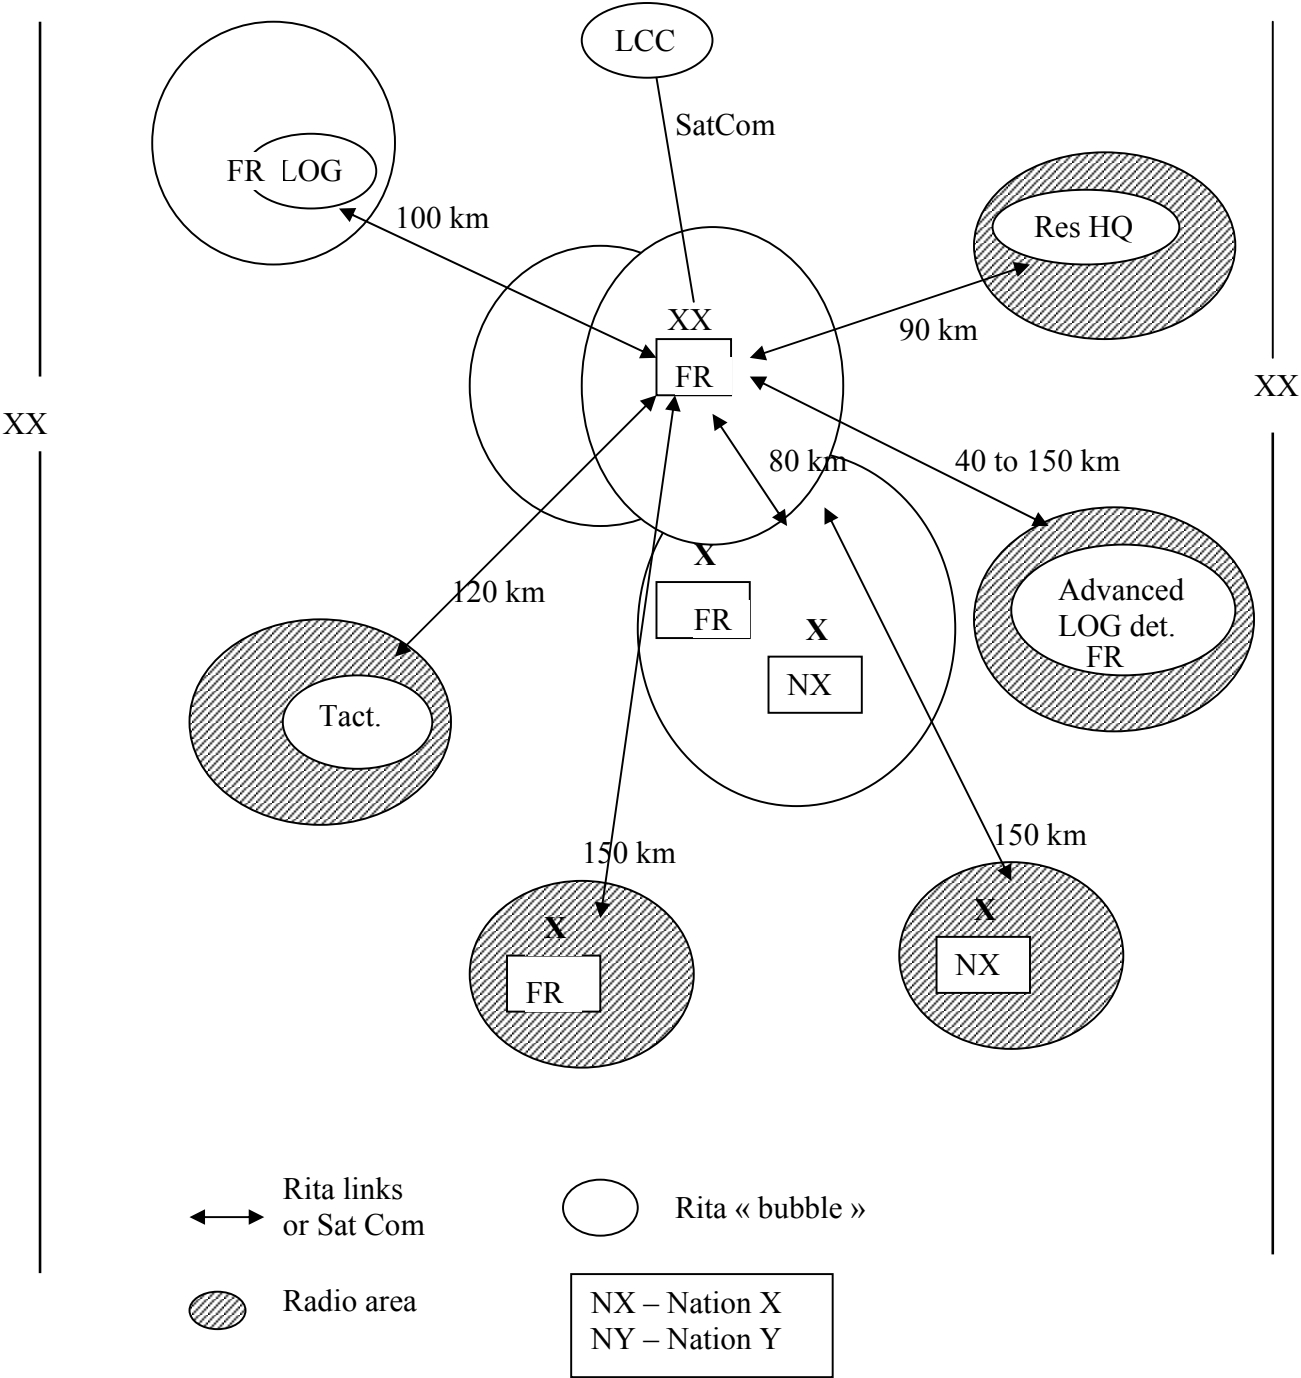 LCC
SatCom
FR LOG
100 km
Res HQ
90 km
XX
FR
XX
XX
80 km
40 to 150 km
X
FR
120 km
X
NX
Advanced
LOG det.
FR
Tact.
150 km
150 km
X
FR
X
NX
Rita links
or Sat Com
Rita « bubble »
Radio area
NX – Nation X
NY – Nation Y